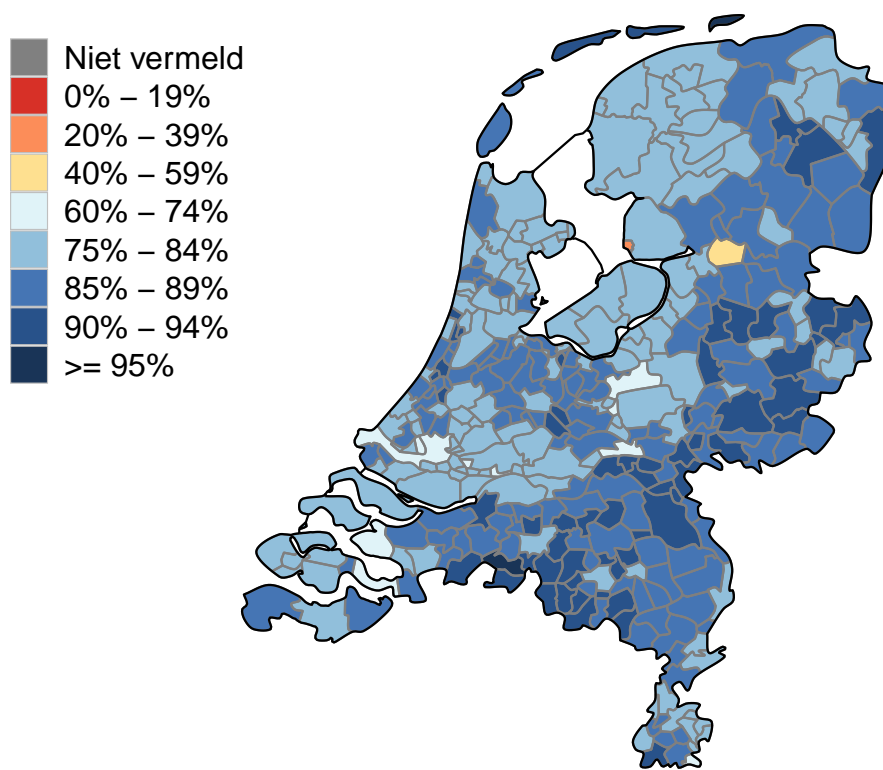 Niet vermeld
0% – 19%
20% – 39%
40% – 59%
60% – 74%
75% – 84%
85% – 89%
90% – 94%
>= 95%